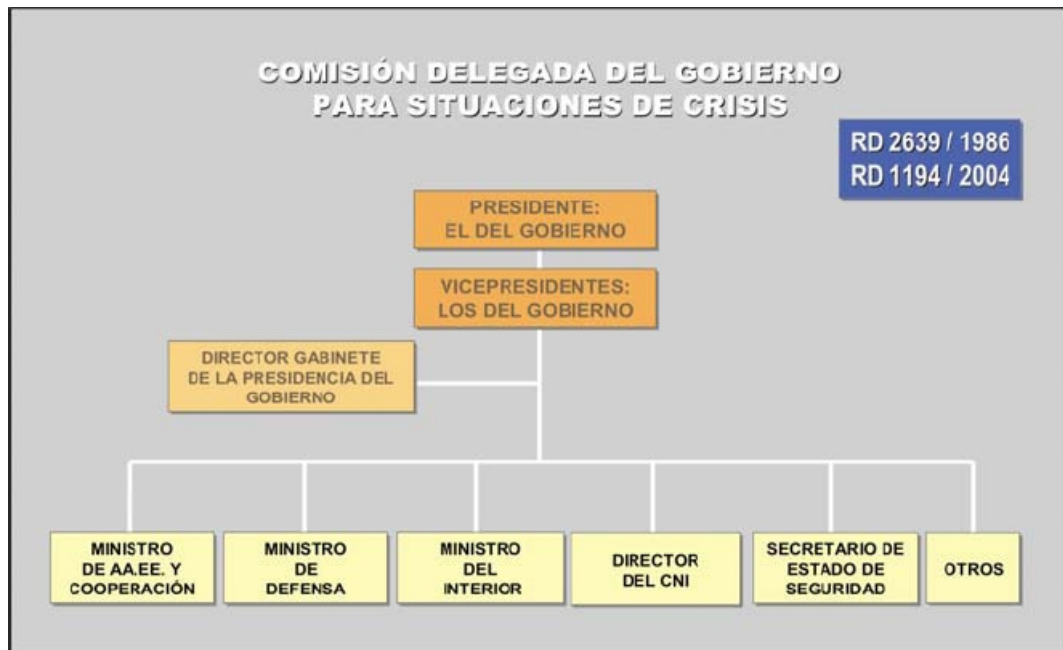 COMISIÓN DELEGADA DEL GOBIERNO
PARA SITUACIONES DE CRISIS
RD 2639 / 1986
RD 1194 / 2004
PRESIDENTE:
EL DEL GOBIERNO
VICEPRESIDENTES:
LOS DEL GOBIERNO
DIRECTOR GABINETE
DE LA PRESIDENCIA DEL
GOBIERNO
MINISTRO
DE AA.EE. Y
COOPERACIÓN
MINISTRO
DE
DEFENSA
MINISTRO
DEL
INTERIOR
DIRECTOR
DEL CNI
SECRETARIO DE
ESTADO DE
SEGURIDAD
OTROS